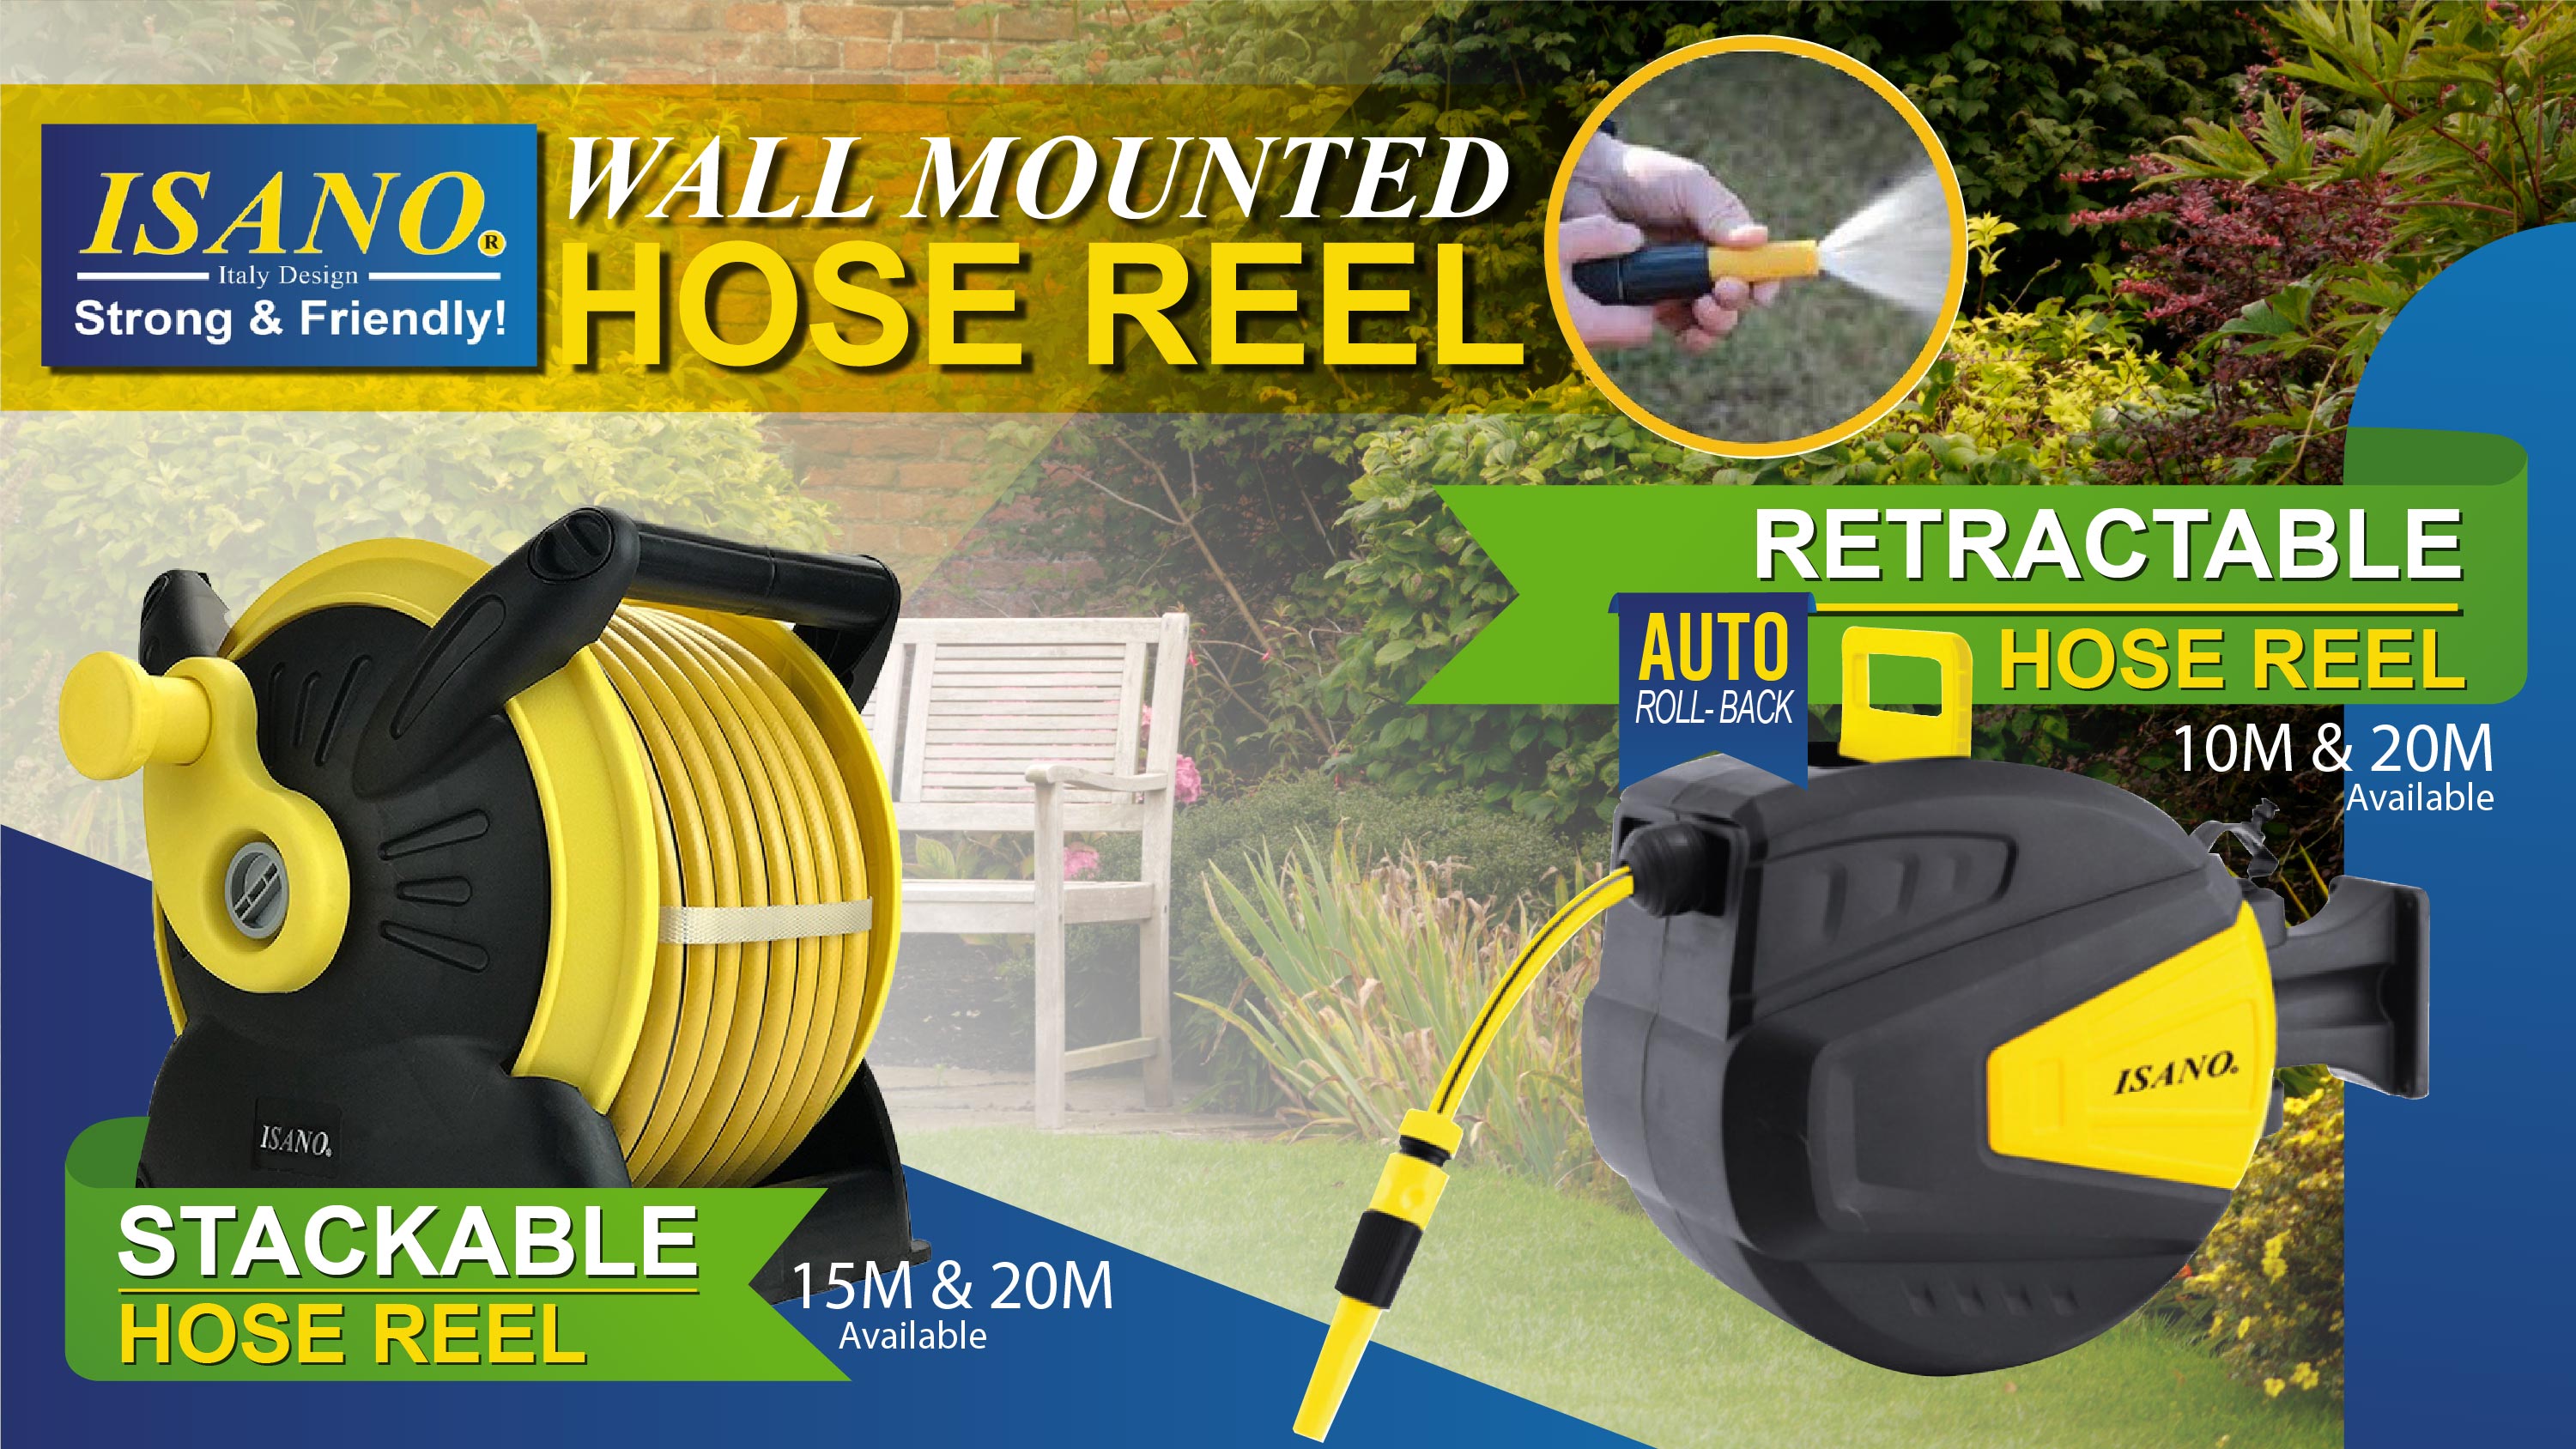 ISANO®
Italy Design
Strong & Friendly!
WALL MOUNTED
HOSE REEL
RETRACTABLE
HOSE REEL
AUTO
ROLL-BACK
10M & 20M
Available
ISANO®
ISANO®
STACKABLE
HOSE REEL
15M & 20M
Available